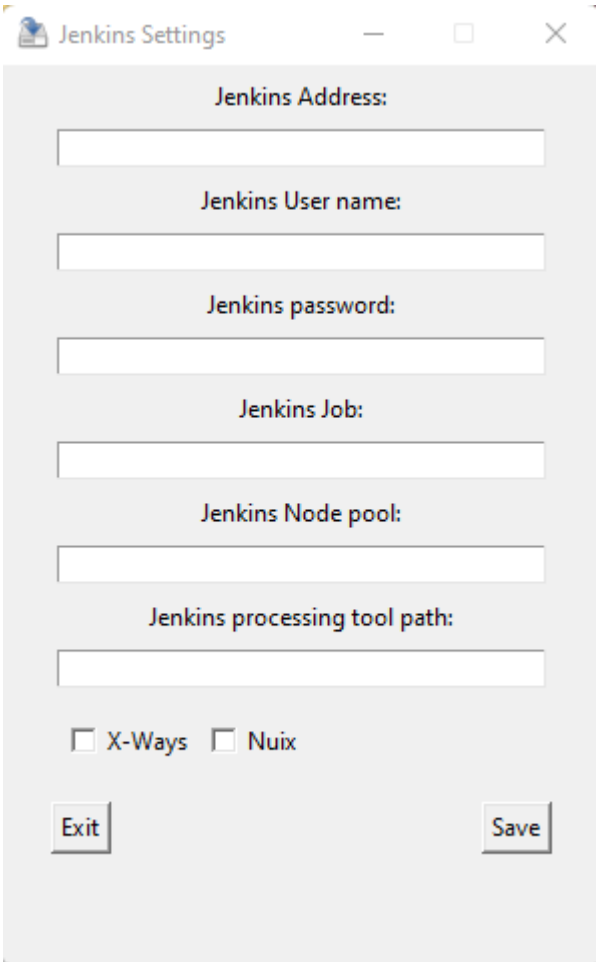 Jenkins Settings
Jenkins Address:
Jenkins User name:
Jenkins password:
Jenkins Job:
Jenkins Node pool:
Jenkins processing tool path:
X-Ways Nuix
Exit Save